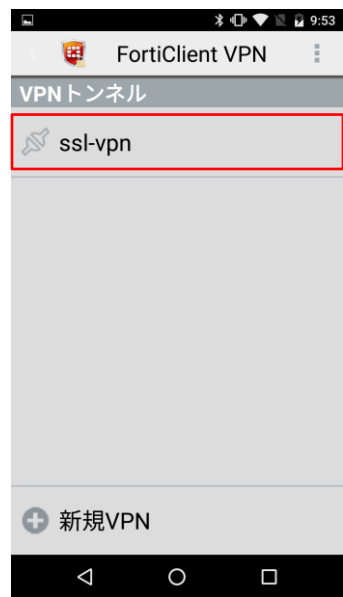 9:53
FortiClient VPN
VPNトンネル
ssl-vpn
新規VPN